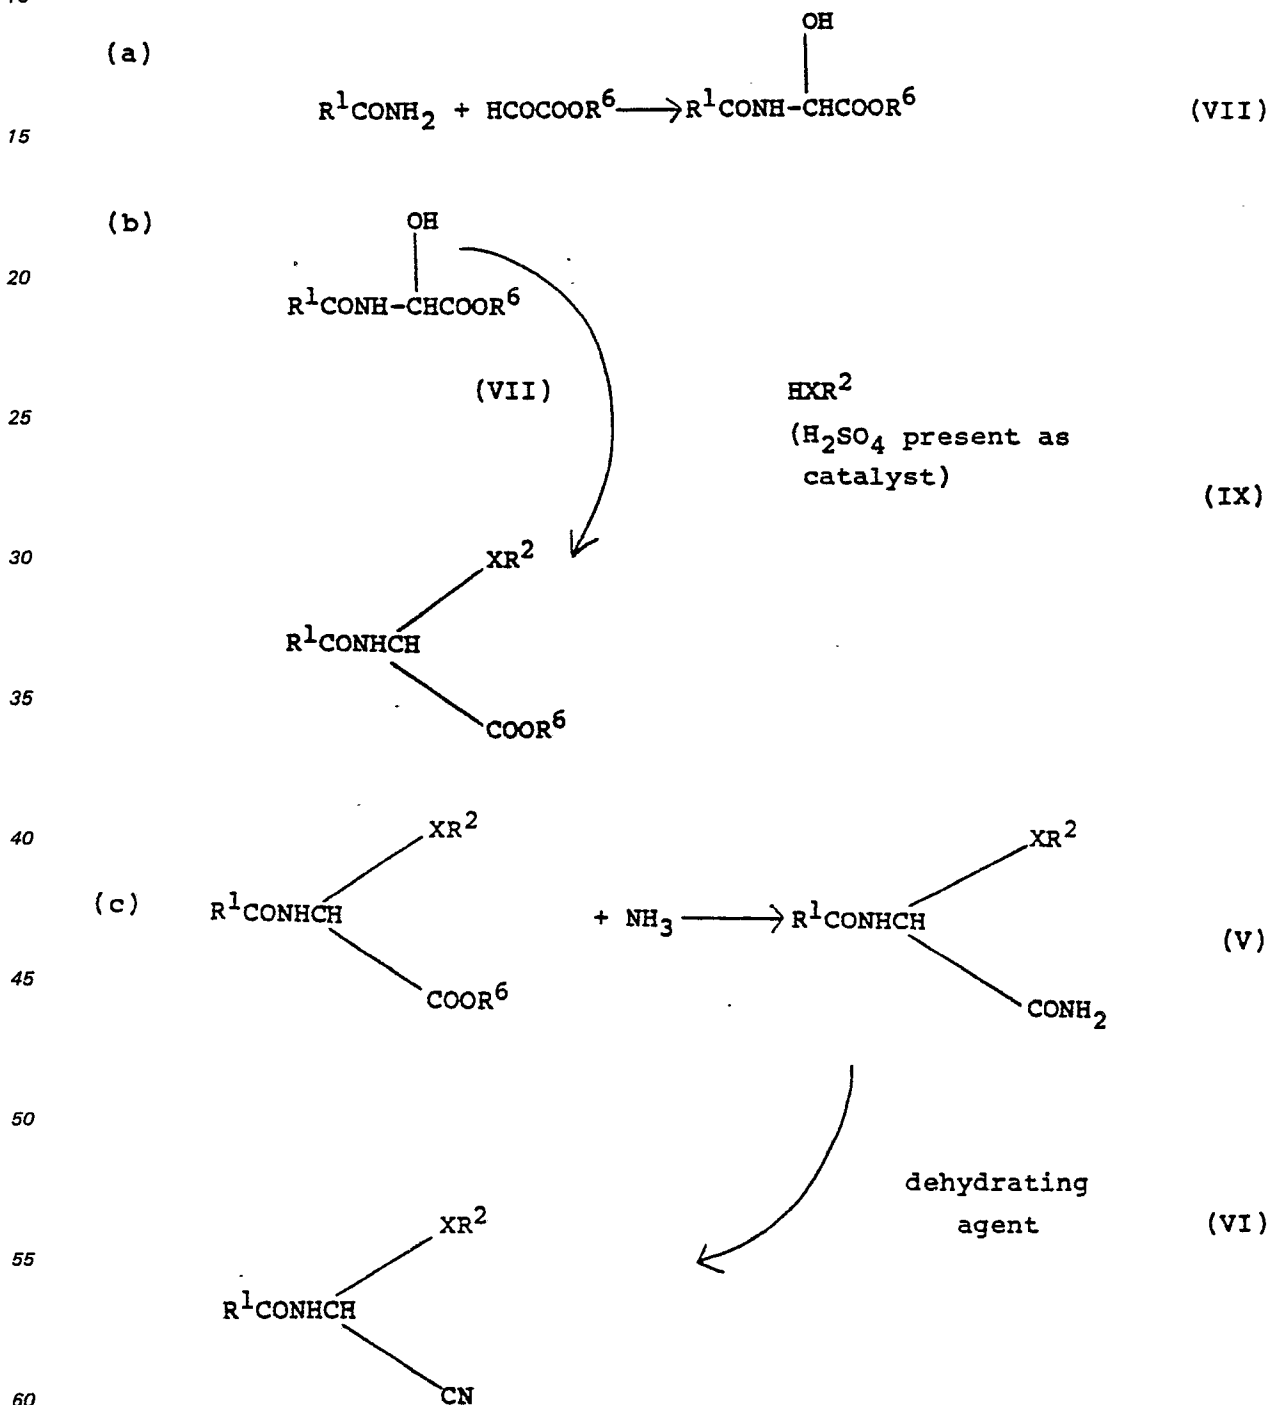 OH
(a)
R¹CONH₂ + HCOCOOR⁶ ⟶ R¹CONH-CHCOOR⁶ (VII)
15
(b) OH
20
R¹CONH-CHCOOR⁶
(VII) HXR²
25
(H₂SO₄ present as
catalyst)
(IX)
30
XR²
R¹CONHCH
35
COOR⁶
40
XR² XR²
(c) R¹CONHCH + NH₃ ⟶ R¹CONHCH (V)
45
COOR⁶ CONH₂
50
dehydrating
XR² agent (VI)
55
R¹CONHCH
CN
60